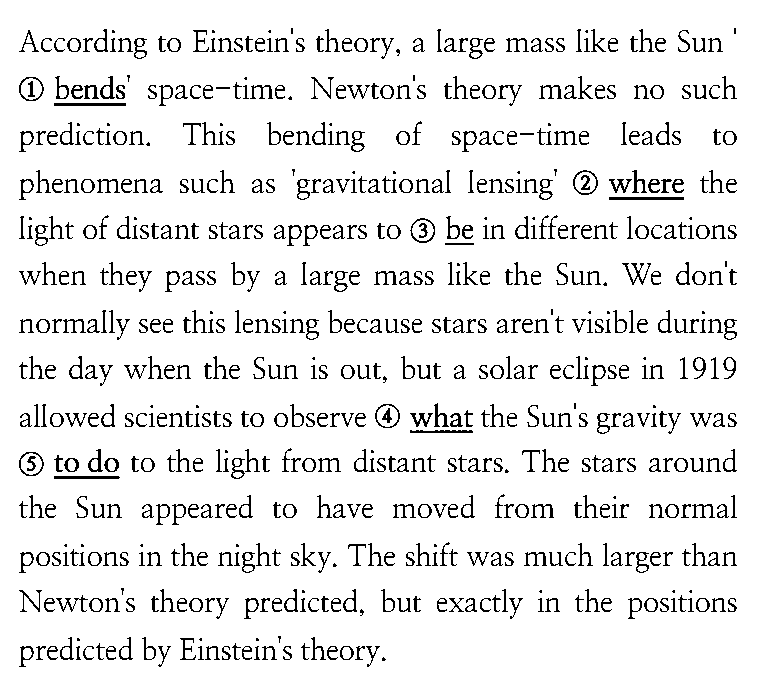 According to Einstein's theory, a large mass like the Sun '
① bends' space-time. Newton's theory makes no such
prediction. This bending of space-time leads to
phenomena such as 'gravitational lensing' ② where the
light of distant stars appears to ③ be in different locations
when they pass by a large mass like the Sun. We don't
normally see this lensing because stars aren't visible during
the day when the Sun is out, but a solar eclipse in 1919
allowed scientists to observe ④ what the Sun's gravity was
⑤ to do to the light from distant stars. The stars around
the Sun appeared to have moved from their normal
positions in the night sky. The shift was much larger than
Newton's theory predicted, but exactly in the positions
predicted by Einstein's theory.